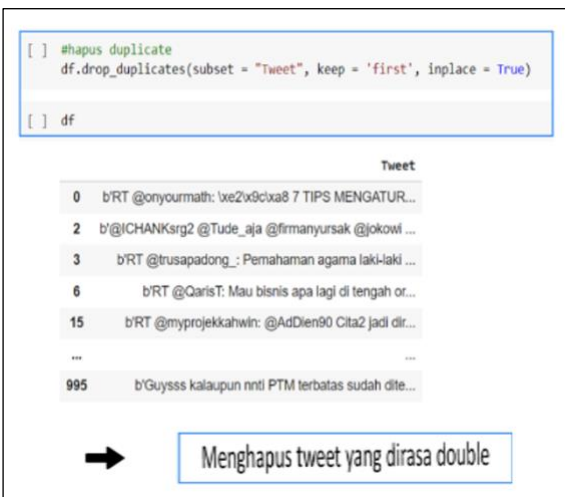 [ ] #hapus duplicate
df.drop_duplicates(subset = "Tweet", keep = 'first', inplace = True)
[ ] df
Tweet
0 b'RT @onyourmath: \xe2\x9c\xa8 7 TIPS MENGATUR...
2 b'@ICHANKsrg2 @Tude_aja @firmanyursak @jokowi ...
3 b'RT @trusapadong_: Pemahaman agama laki-laki ...
6 b'RT @QarisT: Mau bisnis apa lagi di tengah or...
15 b'RT @myprojekkahwin: @AdDien90 Cita2 jadi dir...
... ...
995 b'Guysss kalaupun nnti PTM terbatas sudah dite...
Menghapus tweet yang dirasa double